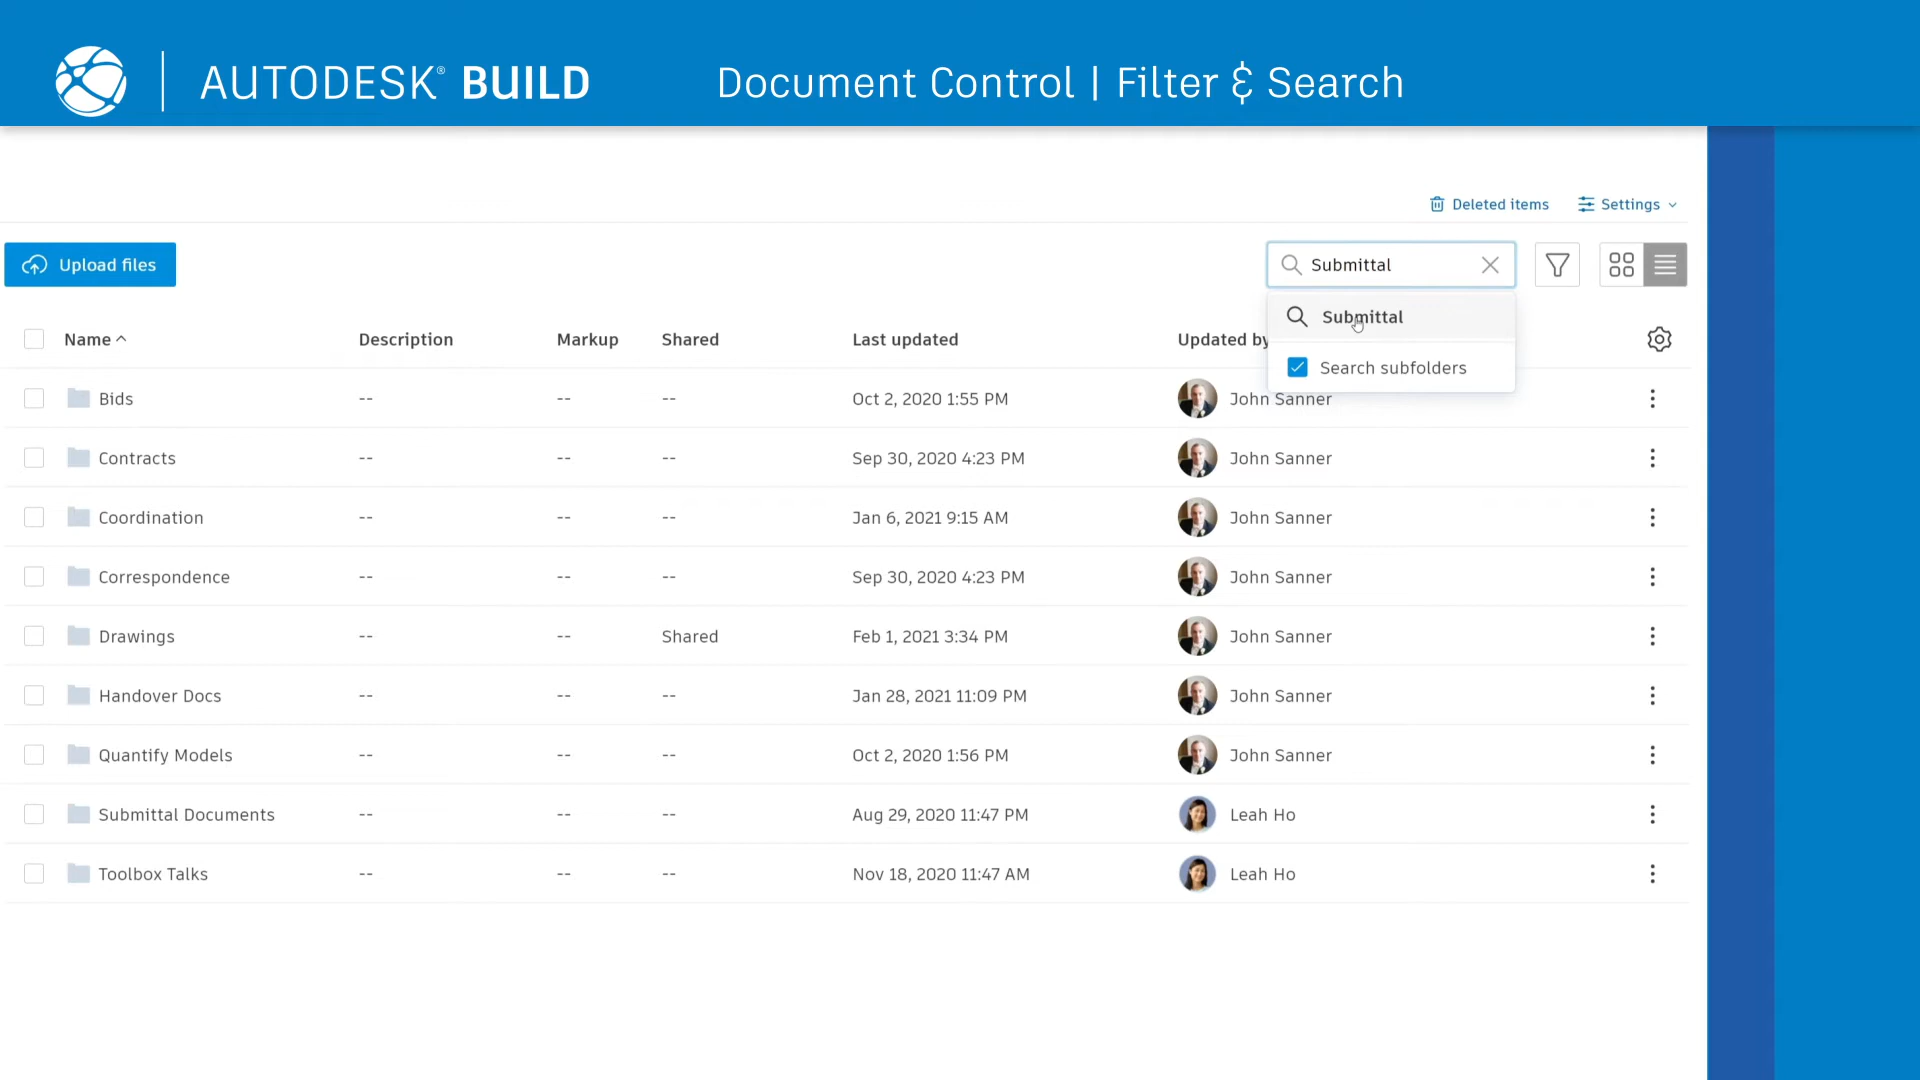 AUTODESK® BUILD
Document Control | Filter & Search
Deleted items
Settings
Upload files
Submittal
Submittal
Search subfolders
Name Description Markup Shared Last updated Updated by
Bids -- -- -- Oct 2, 2020 1:55 PM John Sanner
Contracts -- -- -- Sep 30, 2020 4:23 PM John Sanner
Coordination -- -- -- Jan 6, 2021 9:15 AM John Sanner
Correspondence -- -- -- Sep 30, 2020 4:23 PM John Sanner
Drawings -- -- Shared Feb 1, 2021 3:34 PM John Sanner
Handover Docs -- -- -- Jan 28, 2021 11:09 PM John Sanner
Quantify Models -- -- -- Oct 2, 2020 1:56 PM John Sanner
Submittal Documents -- -- -- Aug 29, 2020 11:47 PM Leah Ho
Toolbox Talks -- -- -- Nov 18, 2020 11:47 AM Leah Ho